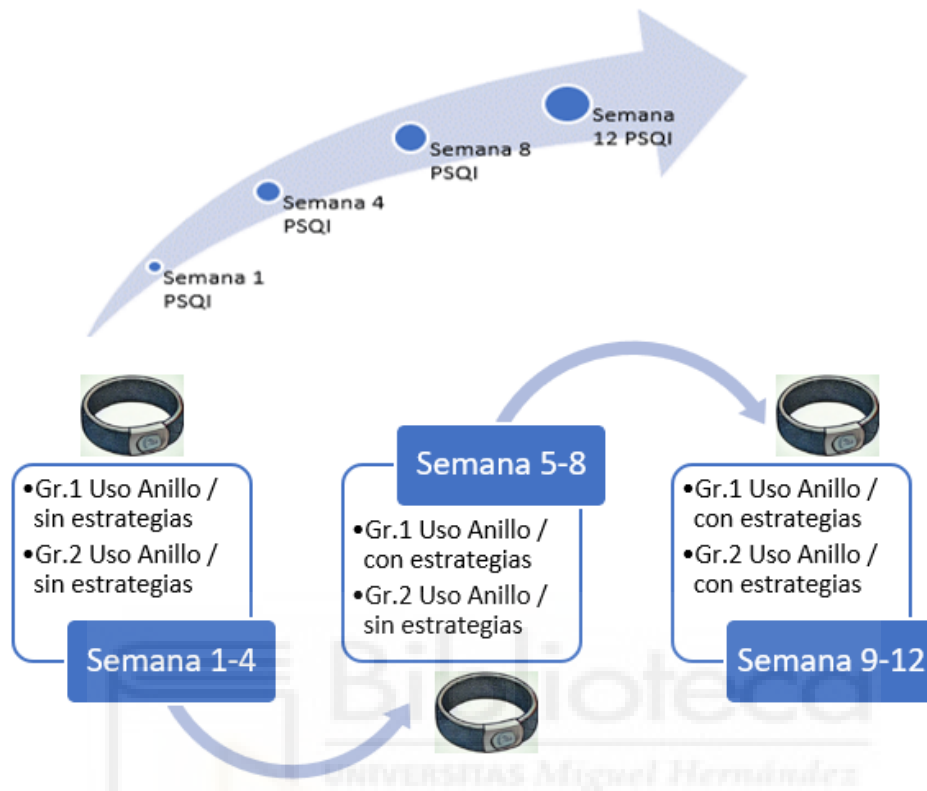 Semana
12 PSQI
Semana 8
PSQI
Semana 4
PSQI
Semana 1
PSQI
•Gr.1 Uso Anillo /
sin estrategias
•Gr.2 Uso Anillo /
sin estrategias
Semana 1-4
Semana 5-8
•Gr.1 Uso Anillo /
con estrategias
•Gr.2 Uso Anillo /
sin estrategias
•Gr.1 Uso Anillo /
con estrategias
•Gr.2 Uso Anillo /
con estrategias
Semana 9-12
Biblioteca
UNIVERSITAS Miguel Hernández